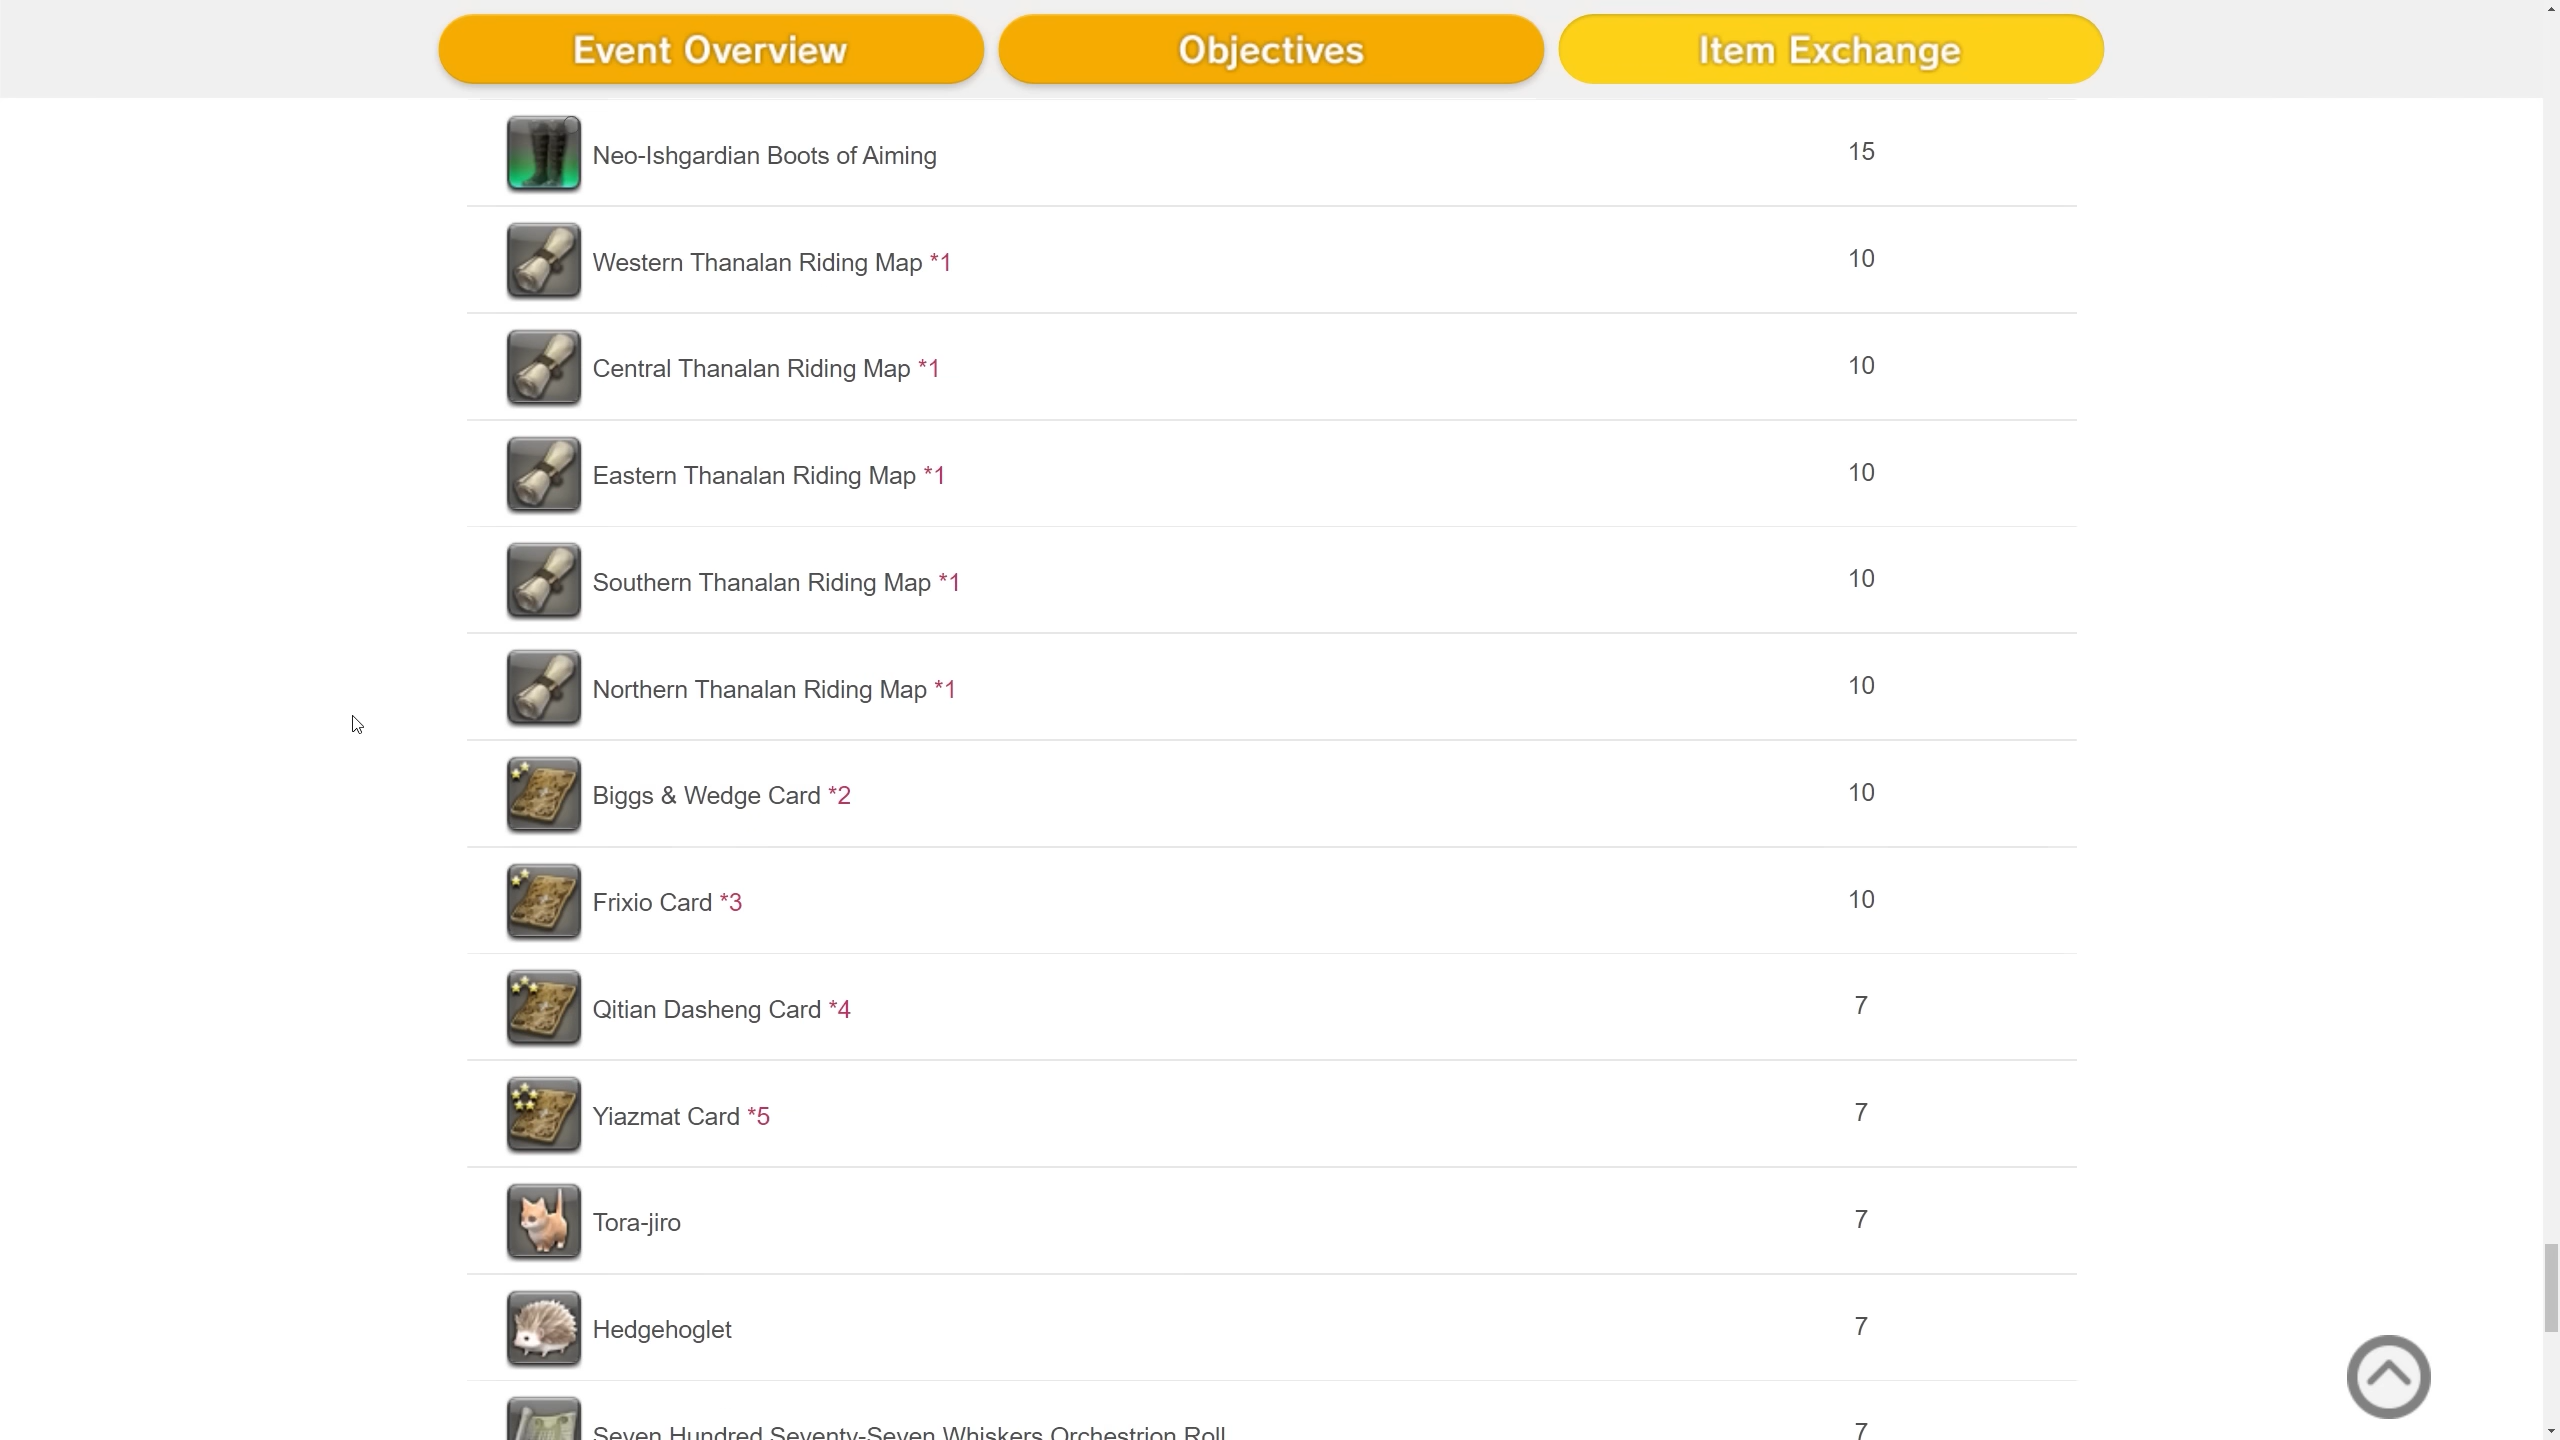 Event Overview Objectives Item Exchange
Neo-Ishgardian Boots of Aiming 15
Western Thanalan Riding Map *1 10
Central Thanalan Riding Map *1 10
Eastern Thanalan Riding Map *1 10
Southern Thanalan Riding Map *1 10
Northern Thanalan Riding Map *1 10
Biggs & Wedge Card *2 10
Frixio Card *3 10
Qitian Dasheng Card *4 7
Yiazmat Card *5 7
Tora-jiro 7
Hedgehoglet 7
Seven Hundred Seventy-Seven Whiskers Orchestrion Roll 7